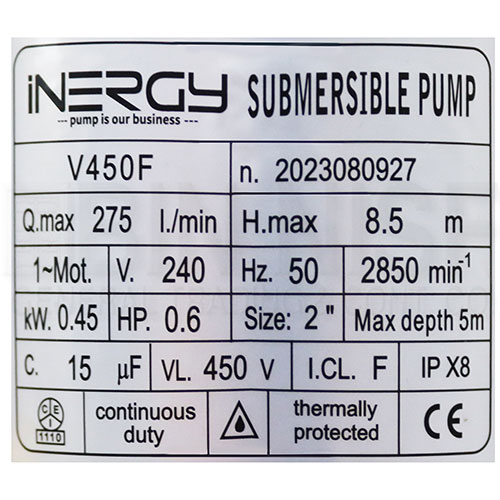 iNERGY SUBMERSIBLE PUMP
--- pump is our business ---
V450F n. 2023080927
Q.max 275 l./min H.max 8.5 m
1~Mot. V. 240 Hz. 50 2850 min⁻¹
kW. 0.45 HP. 0.6 Size: 2 " Max depth 5m
C. 15 µF VL. 450 V I.CL. F IP X8
C E I 1110 continuous duty thermally protected CE